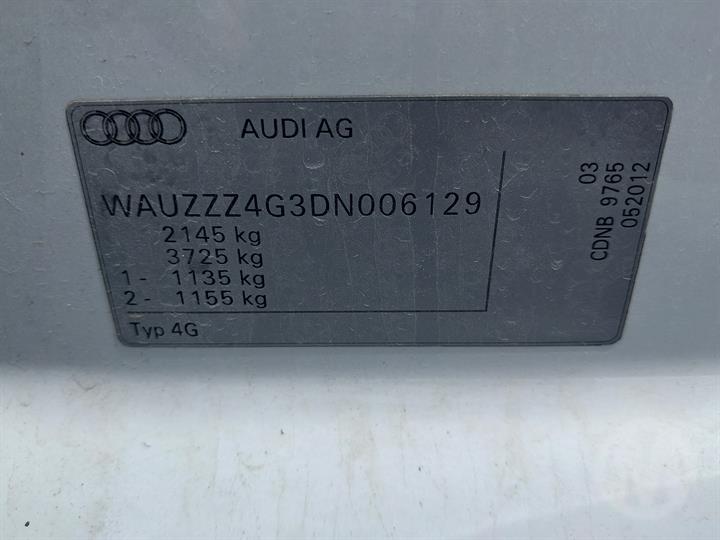 AUDI AG
WAUZZZ4G3DN006129
2145 kg
3725 kg
1- 1135 kg
2- 1155 kg
Typ 4G
03
CDNB 9765
052012